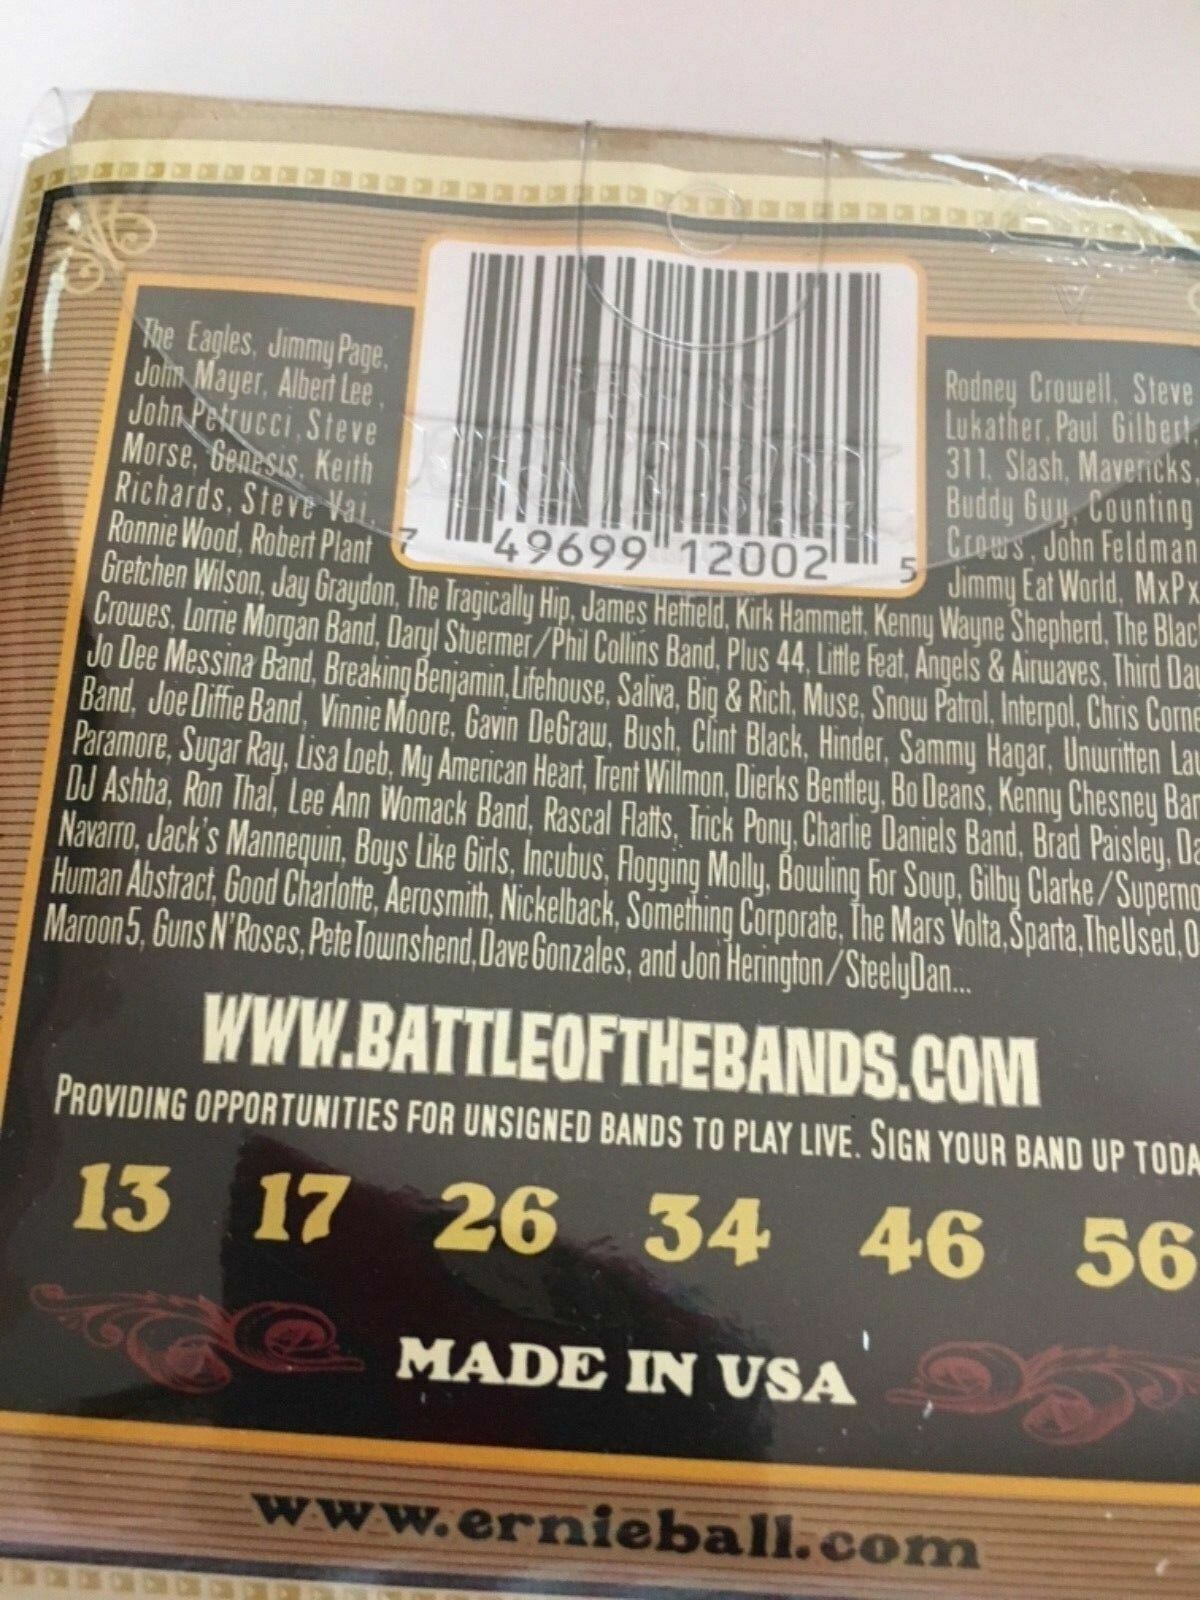 The Eagles, Jimmy Page,
John Mayer, Albert Lee,
John Petrucci, Steve
Morse, Genesis, Keith
Richards, Steve Vai,
Ronnie Wood, Robert Plant
7 49699 12002 5
Rodney Crowell, Steve
Lukather, Paul Gilbert
311, Slash, Mavericks,
Buddy Guy, Counting
Crows, John Feldman
Jimmy Eat World, MxPx
Gretchen Wilson, Jay Graydon, The Tragically Hip, James Hetfield, Kirk Hammett, Kenny Wayne Shepherd, The Blac
Crowes, Lorrie Morgan Band, Daryl Stuermer/Phil Collins Band, Plus 44, Little Feat, Angels & Airwaves, Third Da
Jo Dee Messina Band, Breaking Benjamin, Lifehouse, Saliva, Big & Rich, Muse, Snow Patrol, Interpol, Chris Corne
Band, Joe Diffie Band, Vinnie Moore, Gavin DeGraw, Bush, Clint Black, Hinder, Sammy Hagar, Unwritten Law
Paramore, Sugar Ray, Lisa Loeb, My American Heart, Trent Willmon, Dierks Bentley, Bo Deans, Kenny Chesney Ban
DJ Ashba, Ron Thal, Lee Ann Womack Band, Rascal Flatts, Trick Pony, Charlie Daniels Band, Brad Paisley, Da
Navarro, Jack's Mannequin, Boys Like Girls, Incubus, Flogging Molly, Bowling For Soup, Gilby Clarke/Superno
Human Abstract, Good Charlotte, Aerosmith, Nickelback, Something Corporate, The Mars Volta, Sparta, TheUsed, O
Maroon5, Guns N'Roses, Pete Townshend, Dave Gonzales, and Jon Herington/SteelyDan...
WWW.BATTLEOFTHEBANDS.COM
PROVIDING OPPORTUNITIES FOR UNSIGNED BANDS TO PLAY LIVE. SIGN YOUR BAND UP TODA
13 17 26 34 46 56
MADE IN USA
www.ernieball.com